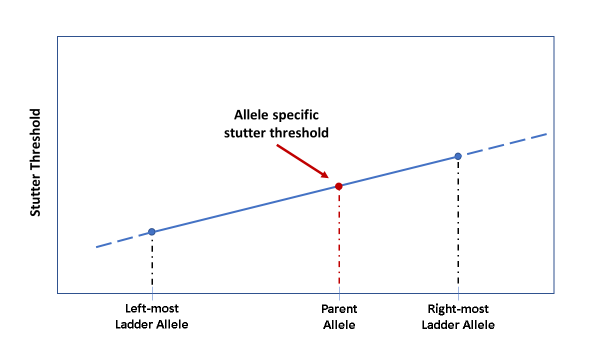 Allele specific
stutter threshold
Stutter Threshold
Left-most
Ladder Allele
Parent
Allele
Right-most
Ladder Allele